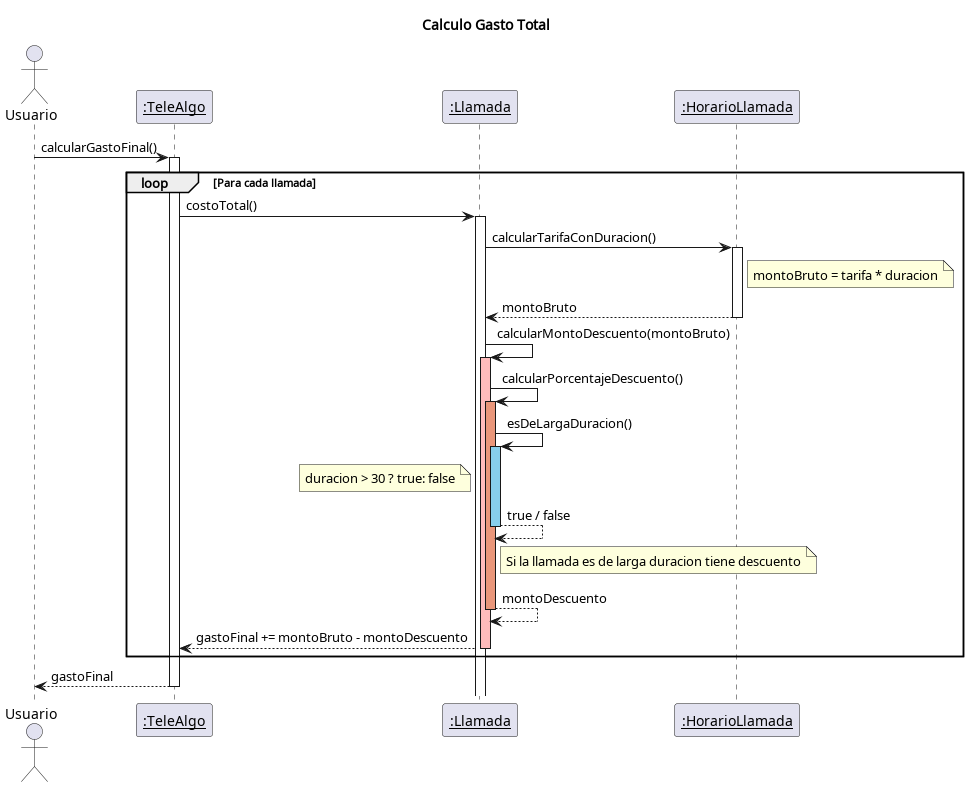 Calculo Gasto Total
Usuario
:TeleAlgo
:Llamada
:HorarioLlamada
calcularGastoFinal()
loop
[Para cada llamada]
costoTotal()
calcularTarifaConDuracion()
montoBruto = tarifa * duracion
montoBruto
calcularMontoDescuento(montoBruto)
calcularPorcentajeDescuento()
esDeLargaDuracion()
duracion > 30 ? true: false
true / false
Si la llamada es de larga duracion tiene descuento
montoDescuento
gastoFinal += montoBruto - montoDescuento
gastoFinal
Usuario
:TeleAlgo
:Llamada
:HorarioLlamada